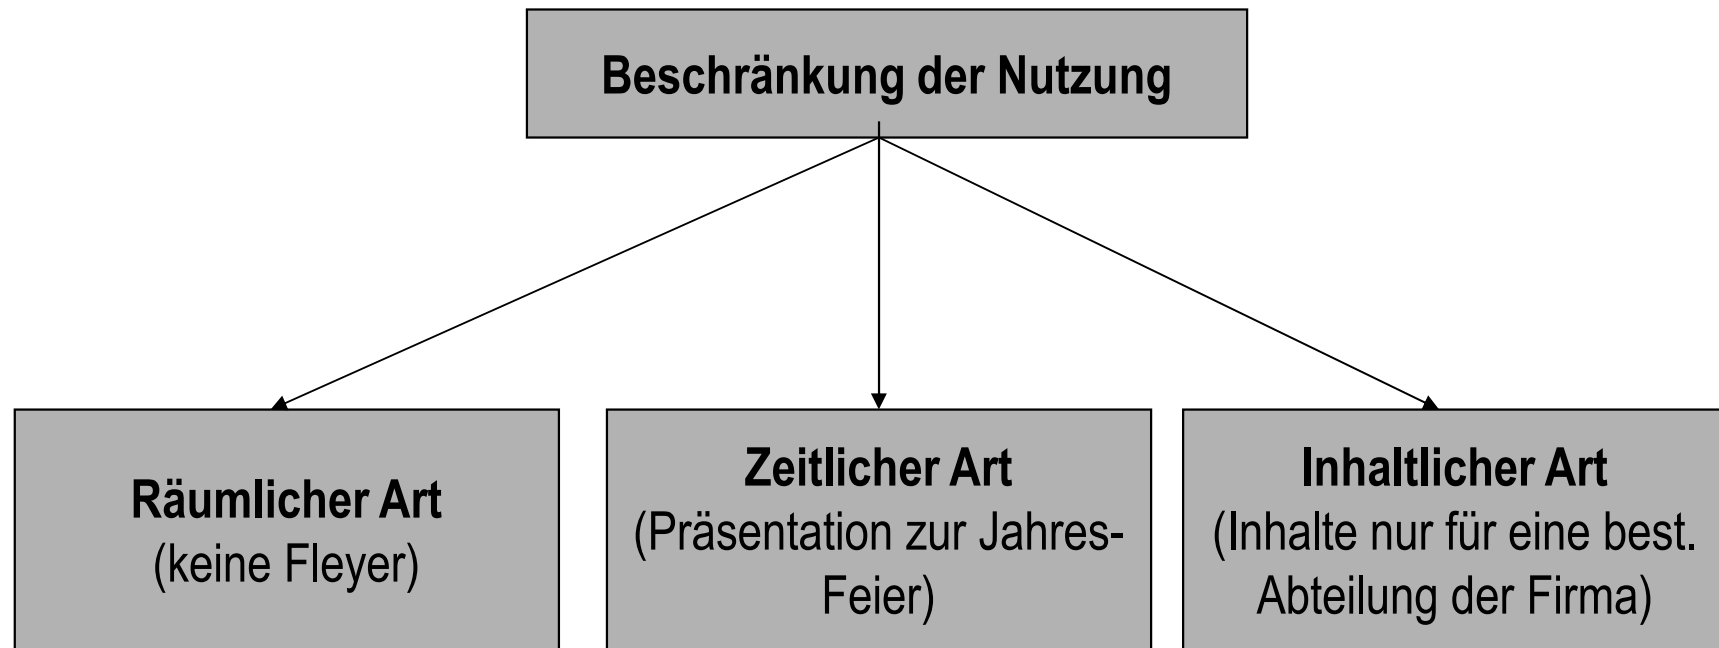 Beschränkung der Nutzung
Räumlicher Art
(keine Fleyer)
Zeitlicher Art
(Präsentation zur Jahres-
Feier)
Inhaltlicher Art
(Inhalte nur für eine best.
Abteilung der Firma)